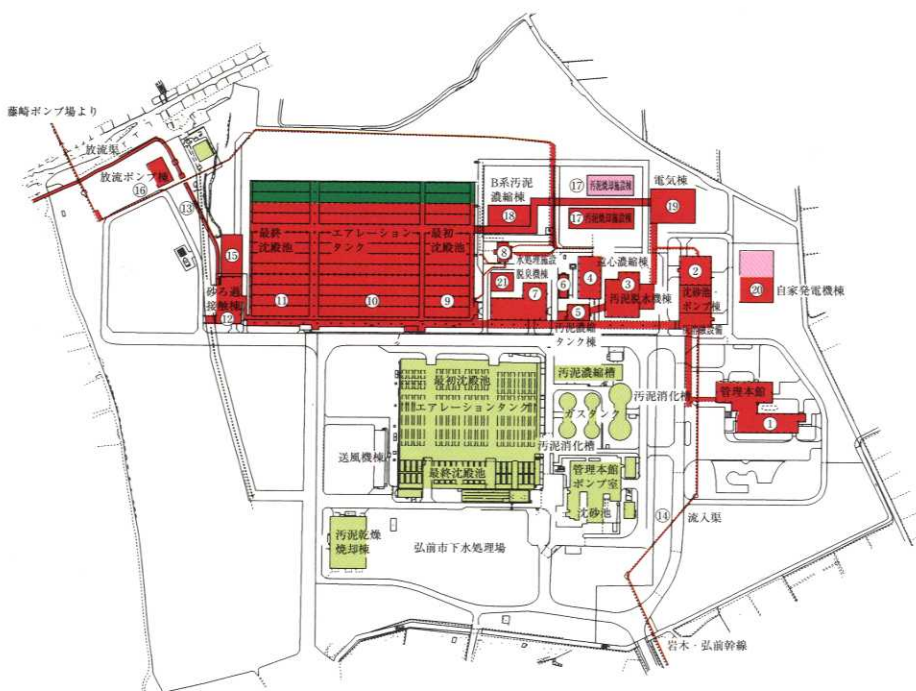 藤崎ポンプ場より
放流渠
放流ポンプ棟
⑯
⑬
⑮
砂ろ過
接触棟
⑫
最終
沈殿池
エアレーション
タンク
最初
沈殿池
⑪
⑩
⑨
B系汚泥
濃縮棟
⑱
⑰
汚泥焼却施設棟
⑰
汚泥焼却施設棟
電気棟
⑲
⑧
水処理施設
脱臭機棟
㉑
⑦
⑥
④
遠心濃縮棟
③
汚泥脱水機棟
⑤
汚泥濃縮
タンク棟
②
沈砂池・
ポンプ棟
⑳
自家発電機棟
管理本館
①
最初沈殿池
エアレーションタンク
最終沈殿池
送風機棟
汚泥濃縮槽
汚泥消化槽
ガスタンク
汚泥消化槽
管理本館
ポンプ室
沈砂池
汚泥乾燥
焼却棟
弘前市下水処理場
⑭
流入渠
岩木・弘前幹線